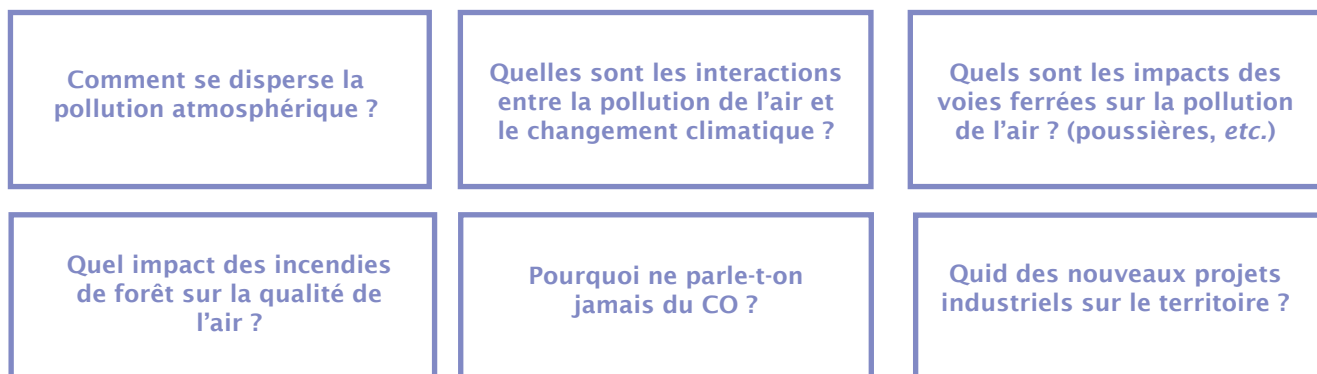 Comment se disperse la
pollution atmosphérique ?
Quelles sont les interactions
entre la pollution de l’air et
le changement climatique ?
Quels sont les impacts des
voies ferrées sur la pollution
de l’air ? (poussières, etc.)
Quel impact des incendies
de forêt sur la qualité de
l’air ?
Pourquoi ne parle-t-on
jamais du CO ?
Quid des nouveaux projets
industriels sur le territoire ?